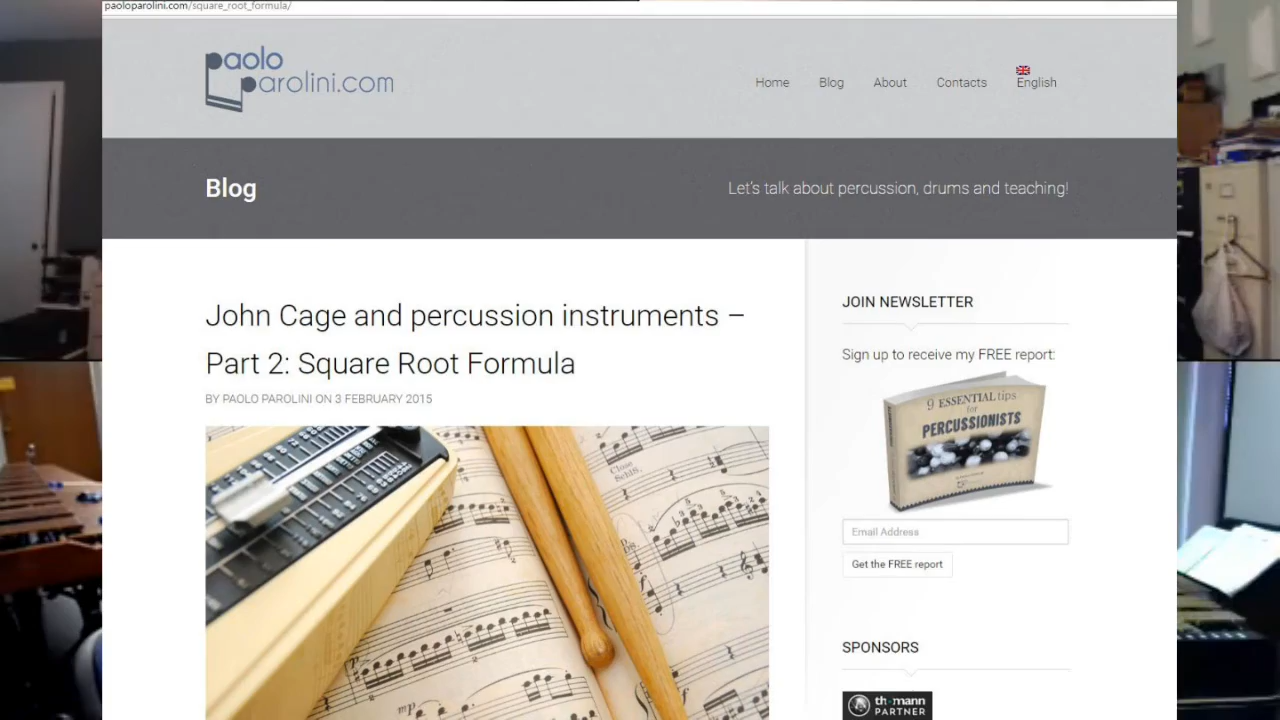 paoloparolini.com/square_root_formula/
paolo
parolini.com
Home
Blog
About
Contacts
English
Blog
Let's talk about percussion, drums and teaching!
John Cage and percussion instruments –
Part 2: Square Root Formula
BY PAOLO PAROLINI ON 3 FEBRUARY 2015
Close
JOIN NEWSLETTER
Sign up to receive my FREE report:
9 ESSENTIAL tips
for
PERCUSSIONISTS
Email Address
Get the FREE report
SPONSORS
th·mann
PARTNER